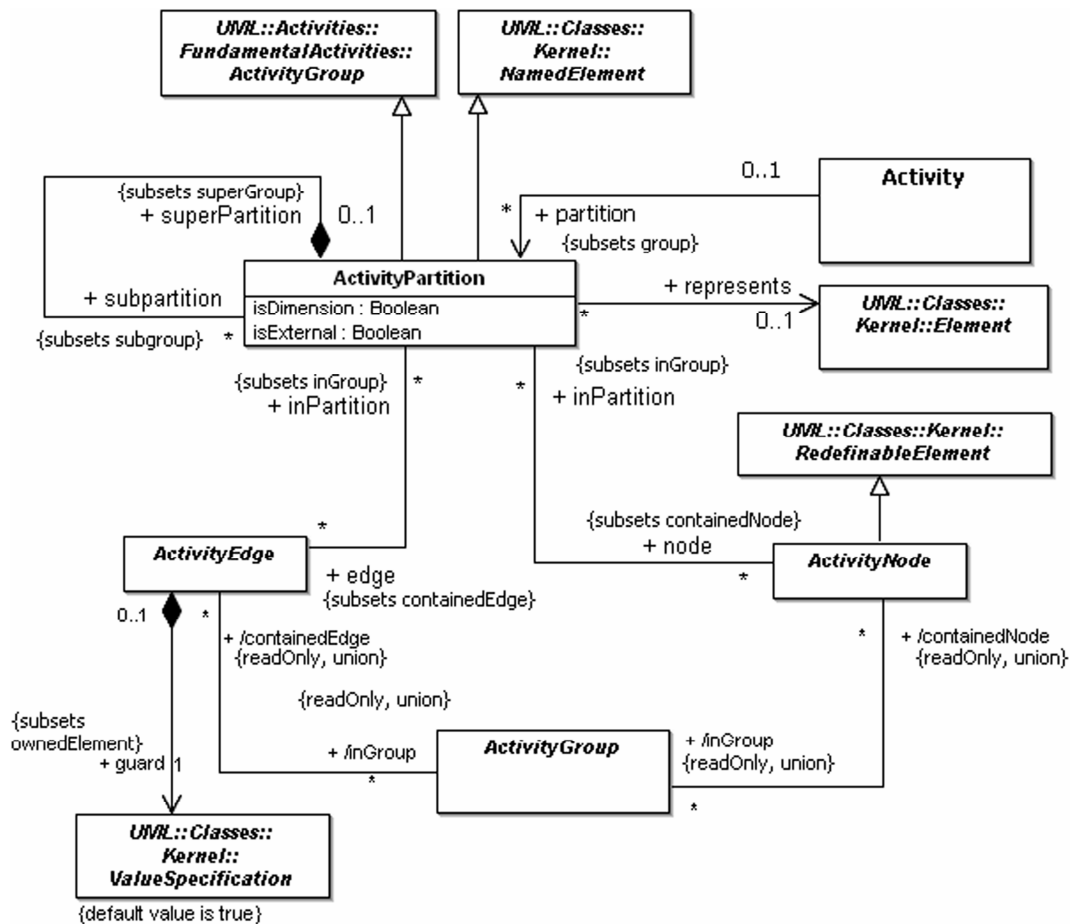 UML::Activities::
FundamentalActivities::
ActivityGroup
UML::Classes::
Kernel::
NamedElement
{subsets superGroup}
+ superPartition
0..1
0..1
Activity
*
+ partition
{subsets group}
ActivityPartition
isDimension : Boolean
isExternal : Boolean
+ subpartition
{subsets subgroup}
*
+ represents
*
0..1
UML::Classes::
Kernel::Element
{subsets inGroup}
*
+ inPartition
{subsets inGroup}
*
+ inPartition
UML::Classes::Kernel::
RedefinableElement
{subsets containedNode}
+ node
*
ActivityNode
*
ActivityEdge
+ edge
{subsets containedEdge}
0..1
*
+ /containedEdge
{readOnly, union}
*
+ /containedNode
{readOnly, union}
{readOnly, union}
{subsets
ownedElement}
+ guard
1
+ /inGroup
*
ActivityGroup
+ /inGroup
{readOnly, union}
*
UML::Classes::
Kernel::
ValueSpecification
{default value is true}